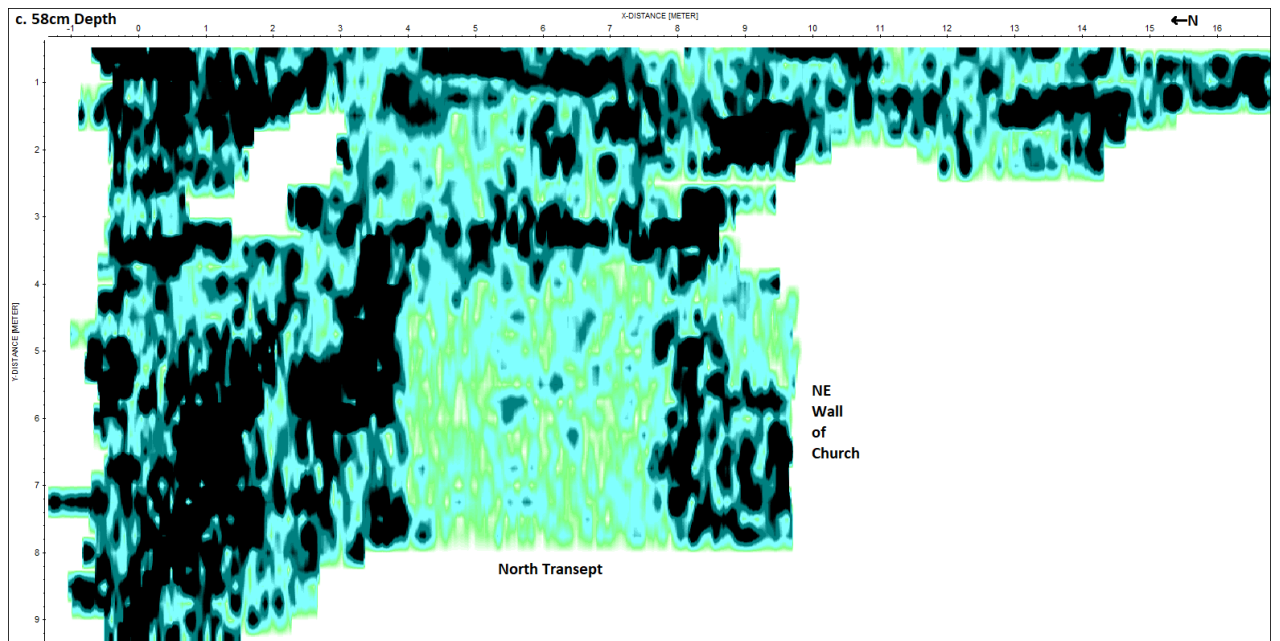 c. 58cm Depth
X-DISTANCE [METER]
←N
-1 0 1 2 3 4 5 6 7 8 9 10 11 12 13 14 15 16
Y-DISTANCE [METER]
1
2
3
4
5
6
7
8
9
NE
Wall
of
Church
North Transept